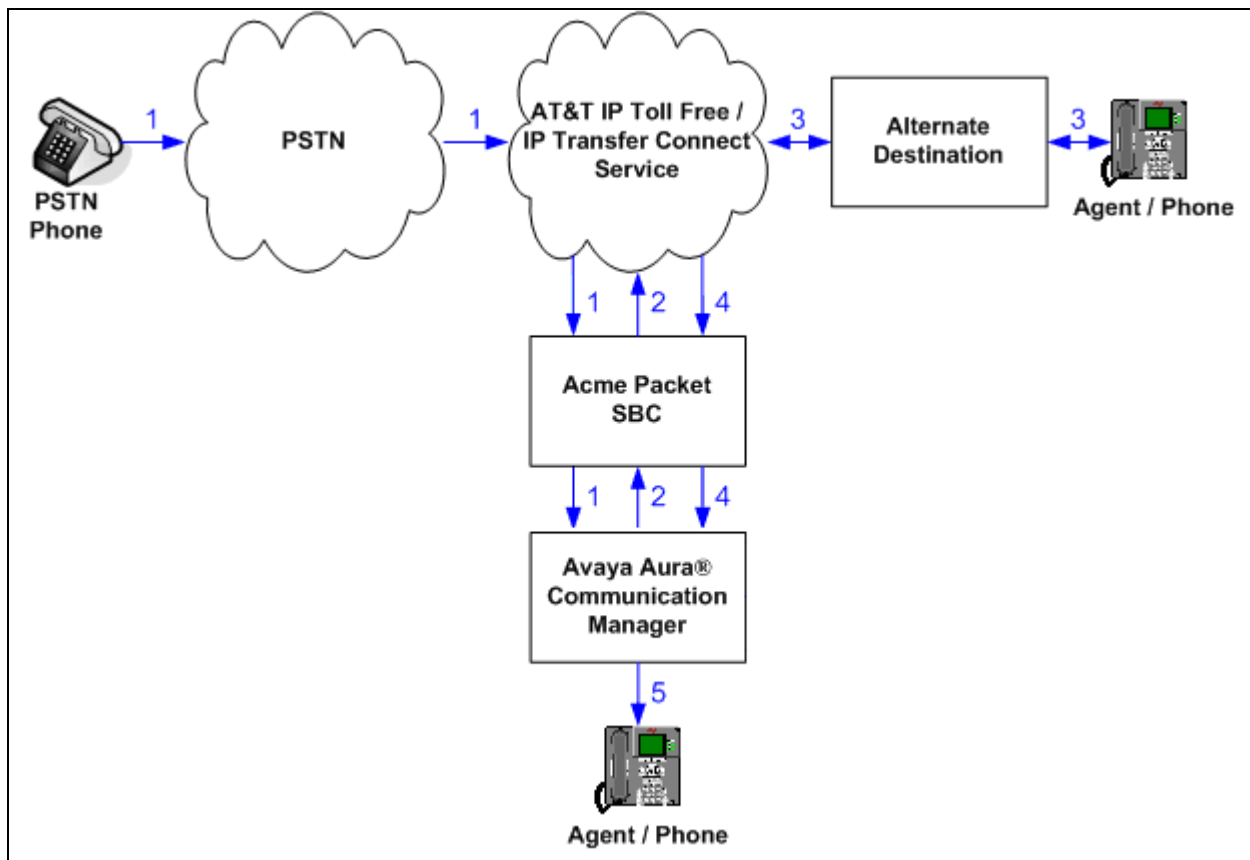 1
PSTN
1
AT&T IP Toll Free /
IP Transfer Connect
Service
3
Alternate
Destination
3
PSTN
Phone
Agent / Phone
1
2
4
Acme Packet
SBC
1
2
4
Avaya Aura®
Communication
Manager
5
Agent / Phone